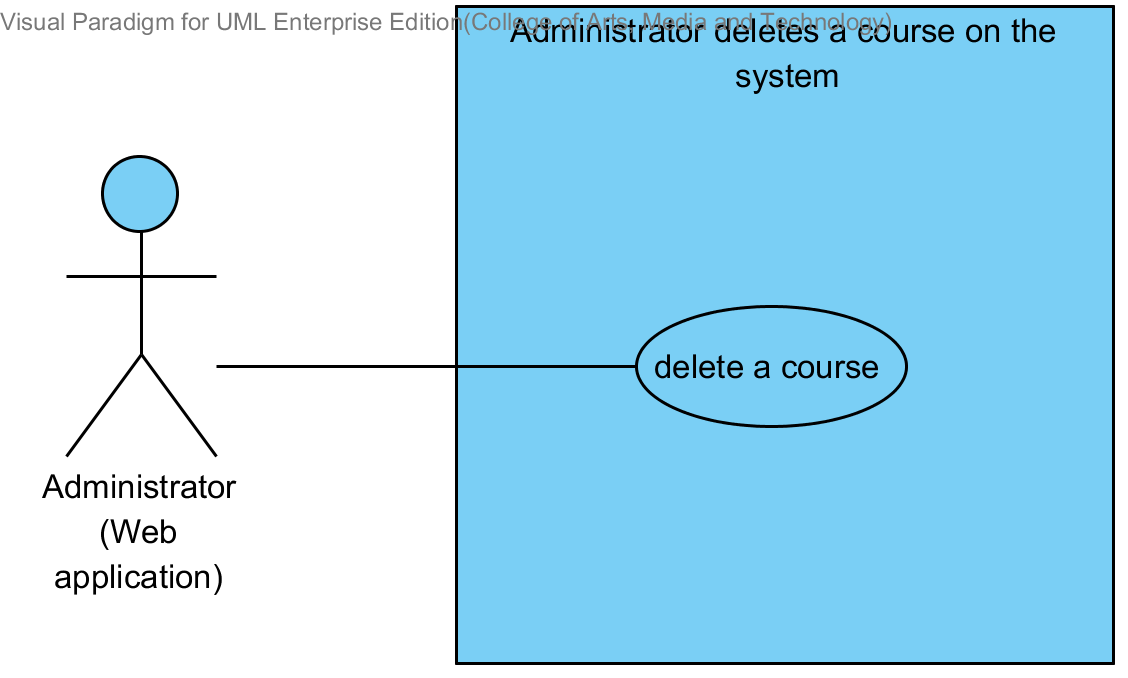 Visual Paradigm for UML Enterprise Edition(College of Arts, Media and Technology)
Administrator deletes a course on the
system
delete a course
Administrator
(Web
application)